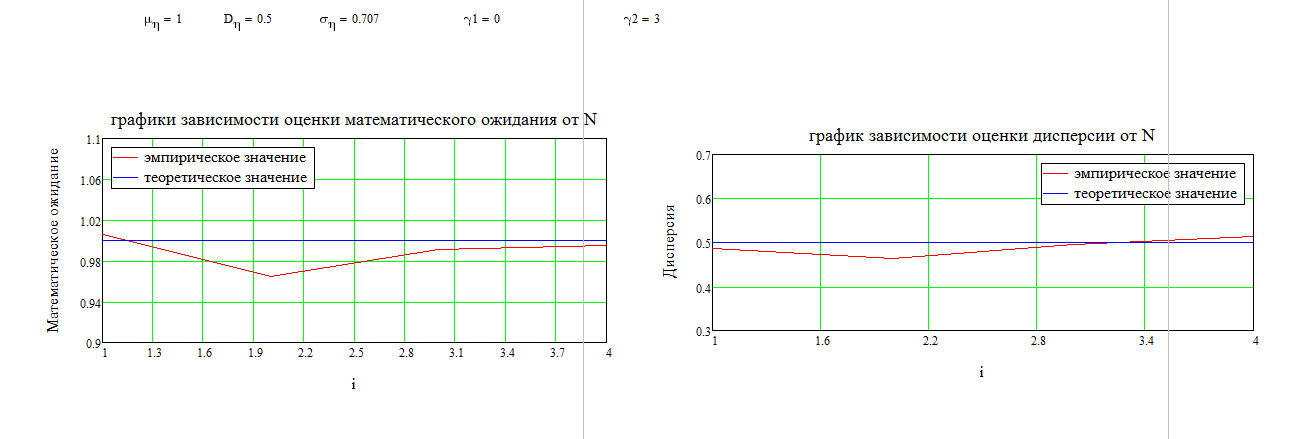 μη = 1 Dη = 0.5 ση = 0.707 γ1 = 0 γ2 = 3
графики зависимости оценки математического ожидания от N
1.1
1.06
1.02
0.98
0.94
0.9
Математическое ожидание
эмпирическое значение
теоретическое значение
1 1.3 1.6 1.9 2.2 2.5 2.8 3.1 3.4 3.7 4
i
график зависимости оценки дисперсии от N
0.7
0.6
0.5
0.4
0.3
Дисперсия
эмпирическое значение
теоретическое значение
1 1.6 2.2 2.8 3.4 4
i